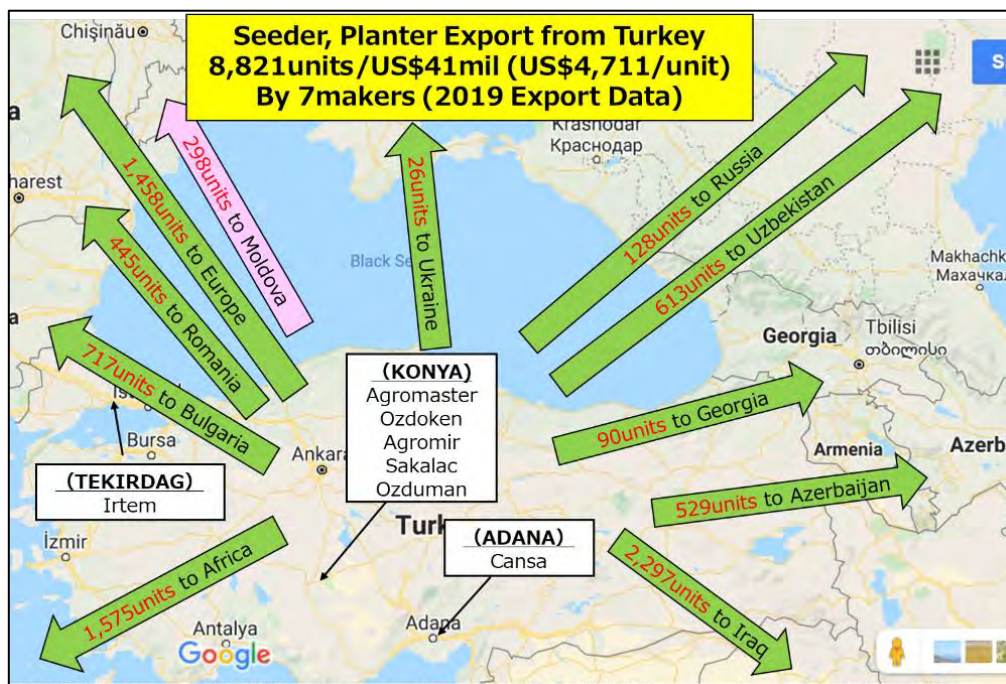 Seeder, Planter Export from Turkey
8,821units/US$41mil (US$4,711/unit)
By 7makers (2019 Export Data)
Chișinău
1,458units to Europe
298units to Moldova
26units to Ukraine
128units to Russia
613units to Uzbekistan
Krasnodar
Краснодар
harest
445units to Romania
Black Se
Makhachk
Махачкал
Georgia
Tbilisi
თბილისი
717units to Bulgaria
Bursa
Ankara
(KONYA)
Agromaster
Ozdoken
Agromir
Sakalac
Ozduman
90units to Georgia
Armenia
Azerb
(TEKIRDAG)
Irtem
529units to Azerbaijan
İzmir
Turk
(ADANA)
Cansa
1,575units to Africa
2,297units to Iraq
Antalya
Adana
Google